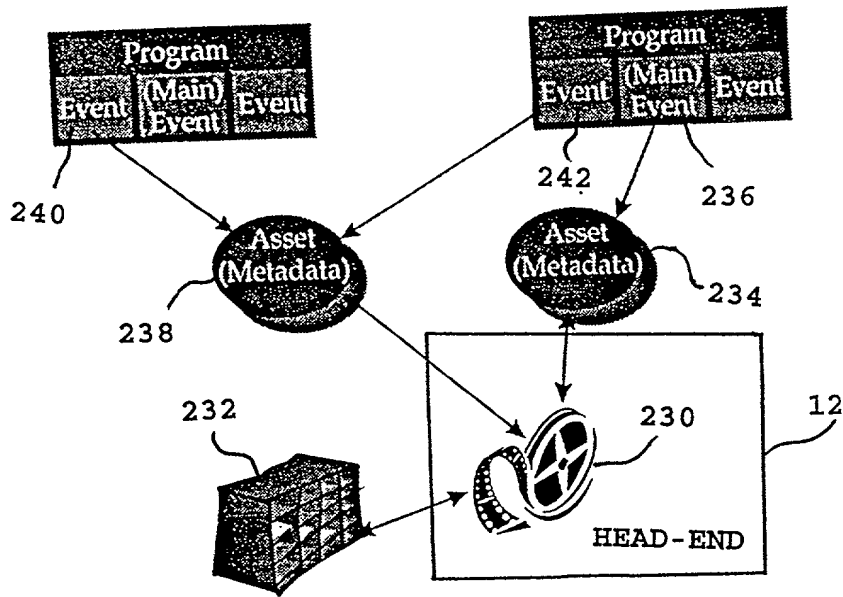 Program
Event
(Main)
Event
Event
Program
Event
(Main)
Event
Event
240
242
236
Asset
(Metadata)
Asset
(Metadata)
238
234
232
230
12
HEAD-END